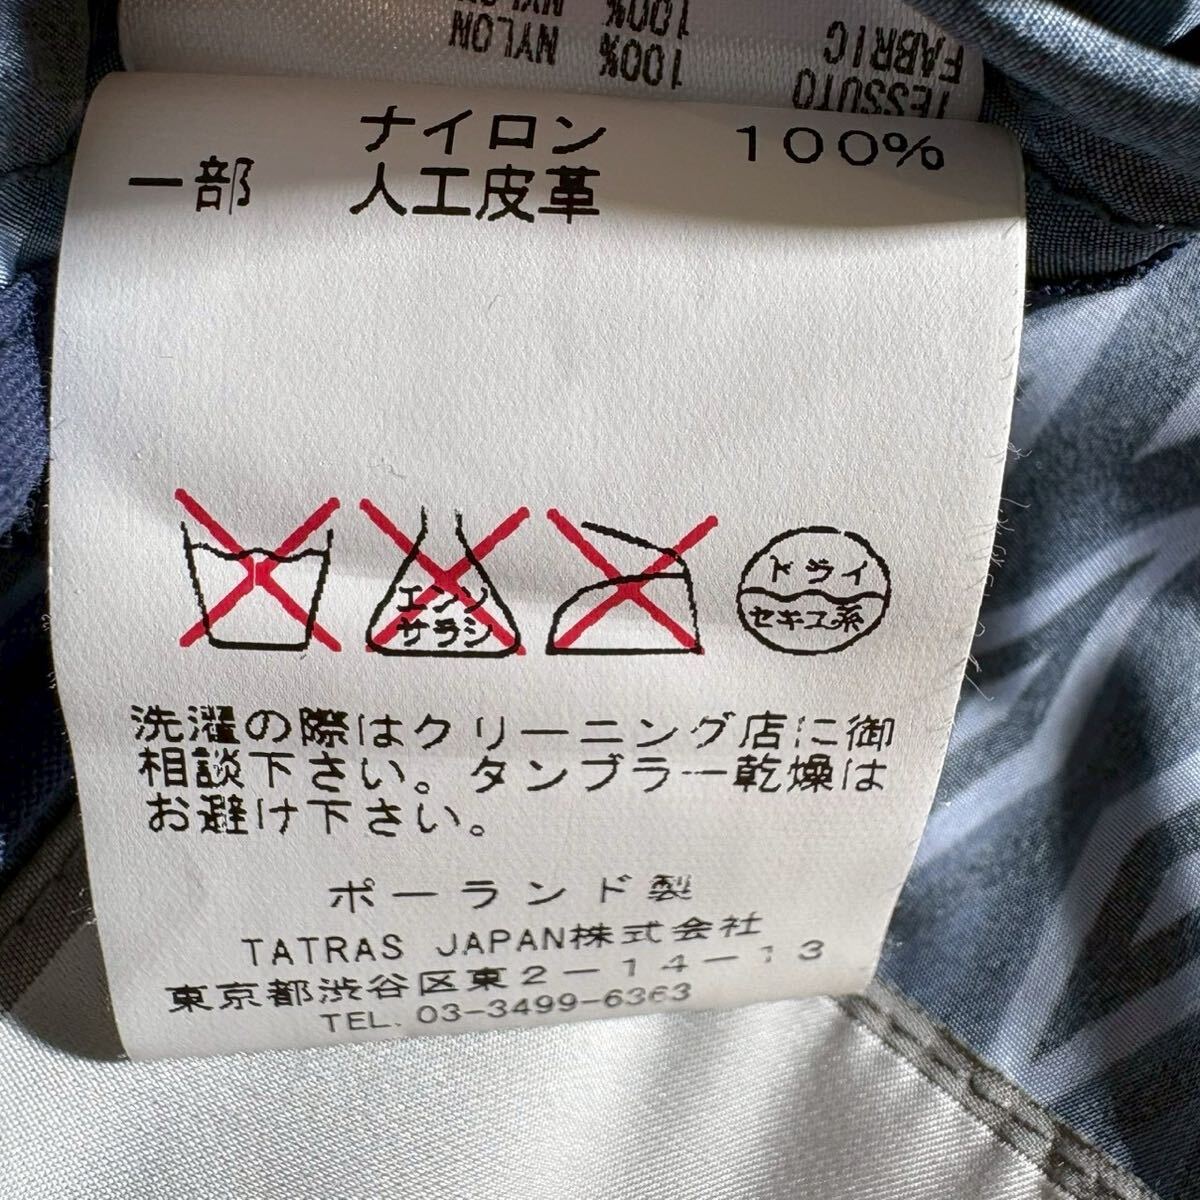 100% NYLON
TESSUTO 100% NYLON
FABRIC 100%
ナイロン 100%
一部 人工皮革
エンソ
サラシ
ドライ
セキユ系
洗濯の際はクリーニング店に御
相談下さい。タンブラー乾燥は
お避け下さい。
ポーランド製
TATRAS JAPAN株式会社
東京都渋谷区東2-14-13
TEL. 03-3499-6363